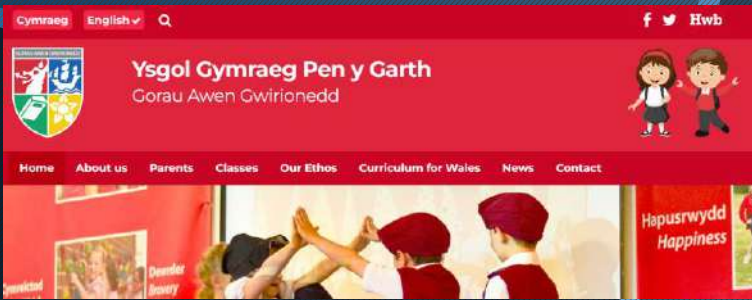 Cymraeg English
f Hwb
Ysgol Gymraeg Pen y Garth
Gorau Awen Gwirionedd
Home About us Parents Classes Our Ethos Curriculum for Wales News Contact
Dewrder
Bravery
Hapusrwydd
Happiness